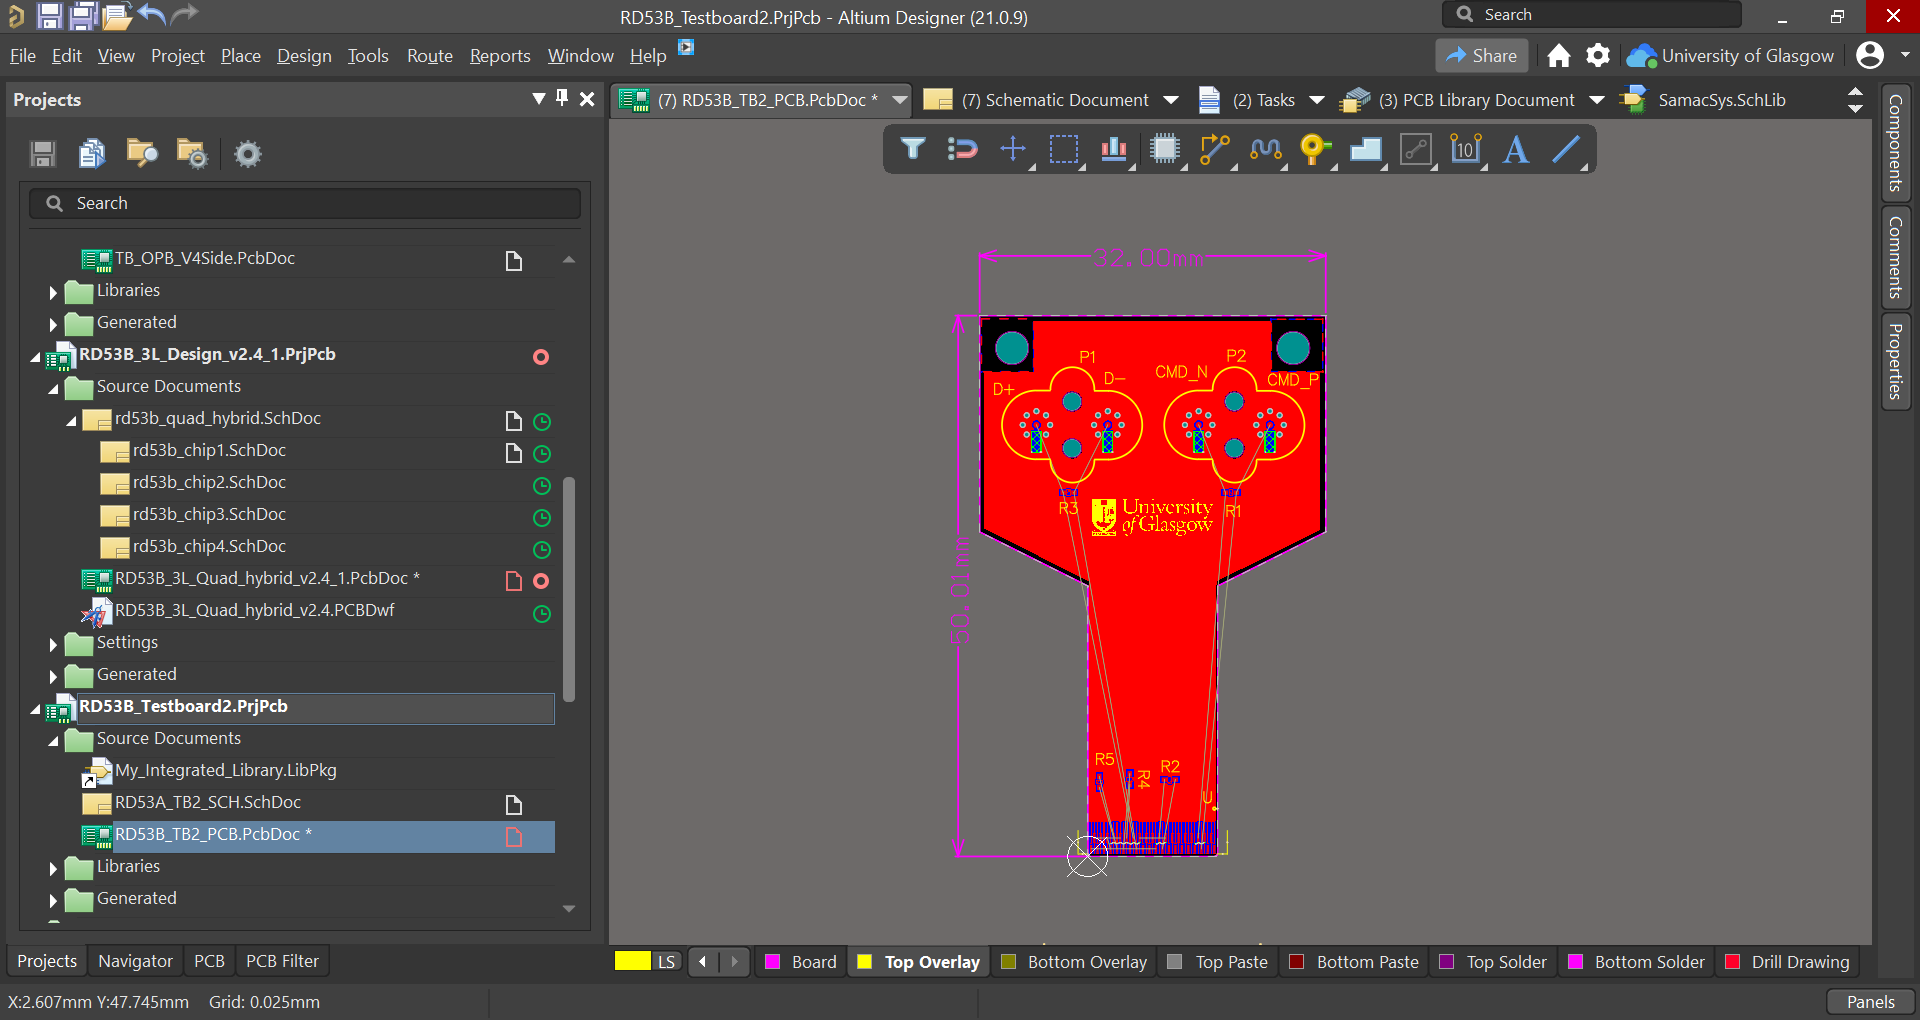 RD53B_Testboard2.PrjPcb - Altium Designer (21.0.9)
Search
File Edit View Project Place Design Tools Route Reports Window Help
Share
University of Glasgow
Projects
(7) RD53B_TB2_PCB.PcbDoc *
(7) Schematic Document
(2) Tasks
(3) PCB Library Document
SamacSys.SchLib
Components
Comments
Properties
10
Search
TB_OPB_V4Side.PcbDoc
Libraries
Generated
RD53B_3L_Design_v2.4_1.PrjPcb
Source Documents
rd53b_quad_hybrid.SchDoc
rd53b_chip1.SchDoc
rd53b_chip2.SchDoc
rd53b_chip3.SchDoc
rd53b_chip4.SchDoc
RD53B_3L_Quad_hybrid_v2.4_1.PcbDoc *
RD53B_3L_Quad_hybrid_v2.4.PCBDwf
Settings
Generated
RD53B_Testboard2.PrjPcb
Source Documents
My_Integrated_Library.LibPkg
RD53A_TB2_SCH.SchDoc
RD53B_TB2_PCB.PcbDoc *
Libraries
Generated
32.00mm
P1
P2
D+
D-
CMD_N
CMD_P
R3
R1
University
of Glasgow
R5
R4
R2
Projects Navigator PCB PCB Filter
LS
Board
Top Overlay
Bottom Overlay
Top Paste
Bottom Paste
Top Solder
Bottom Solder
Drill Drawing
X:2.607mm Y:47.745mm Grid: 0.025mm
Panels